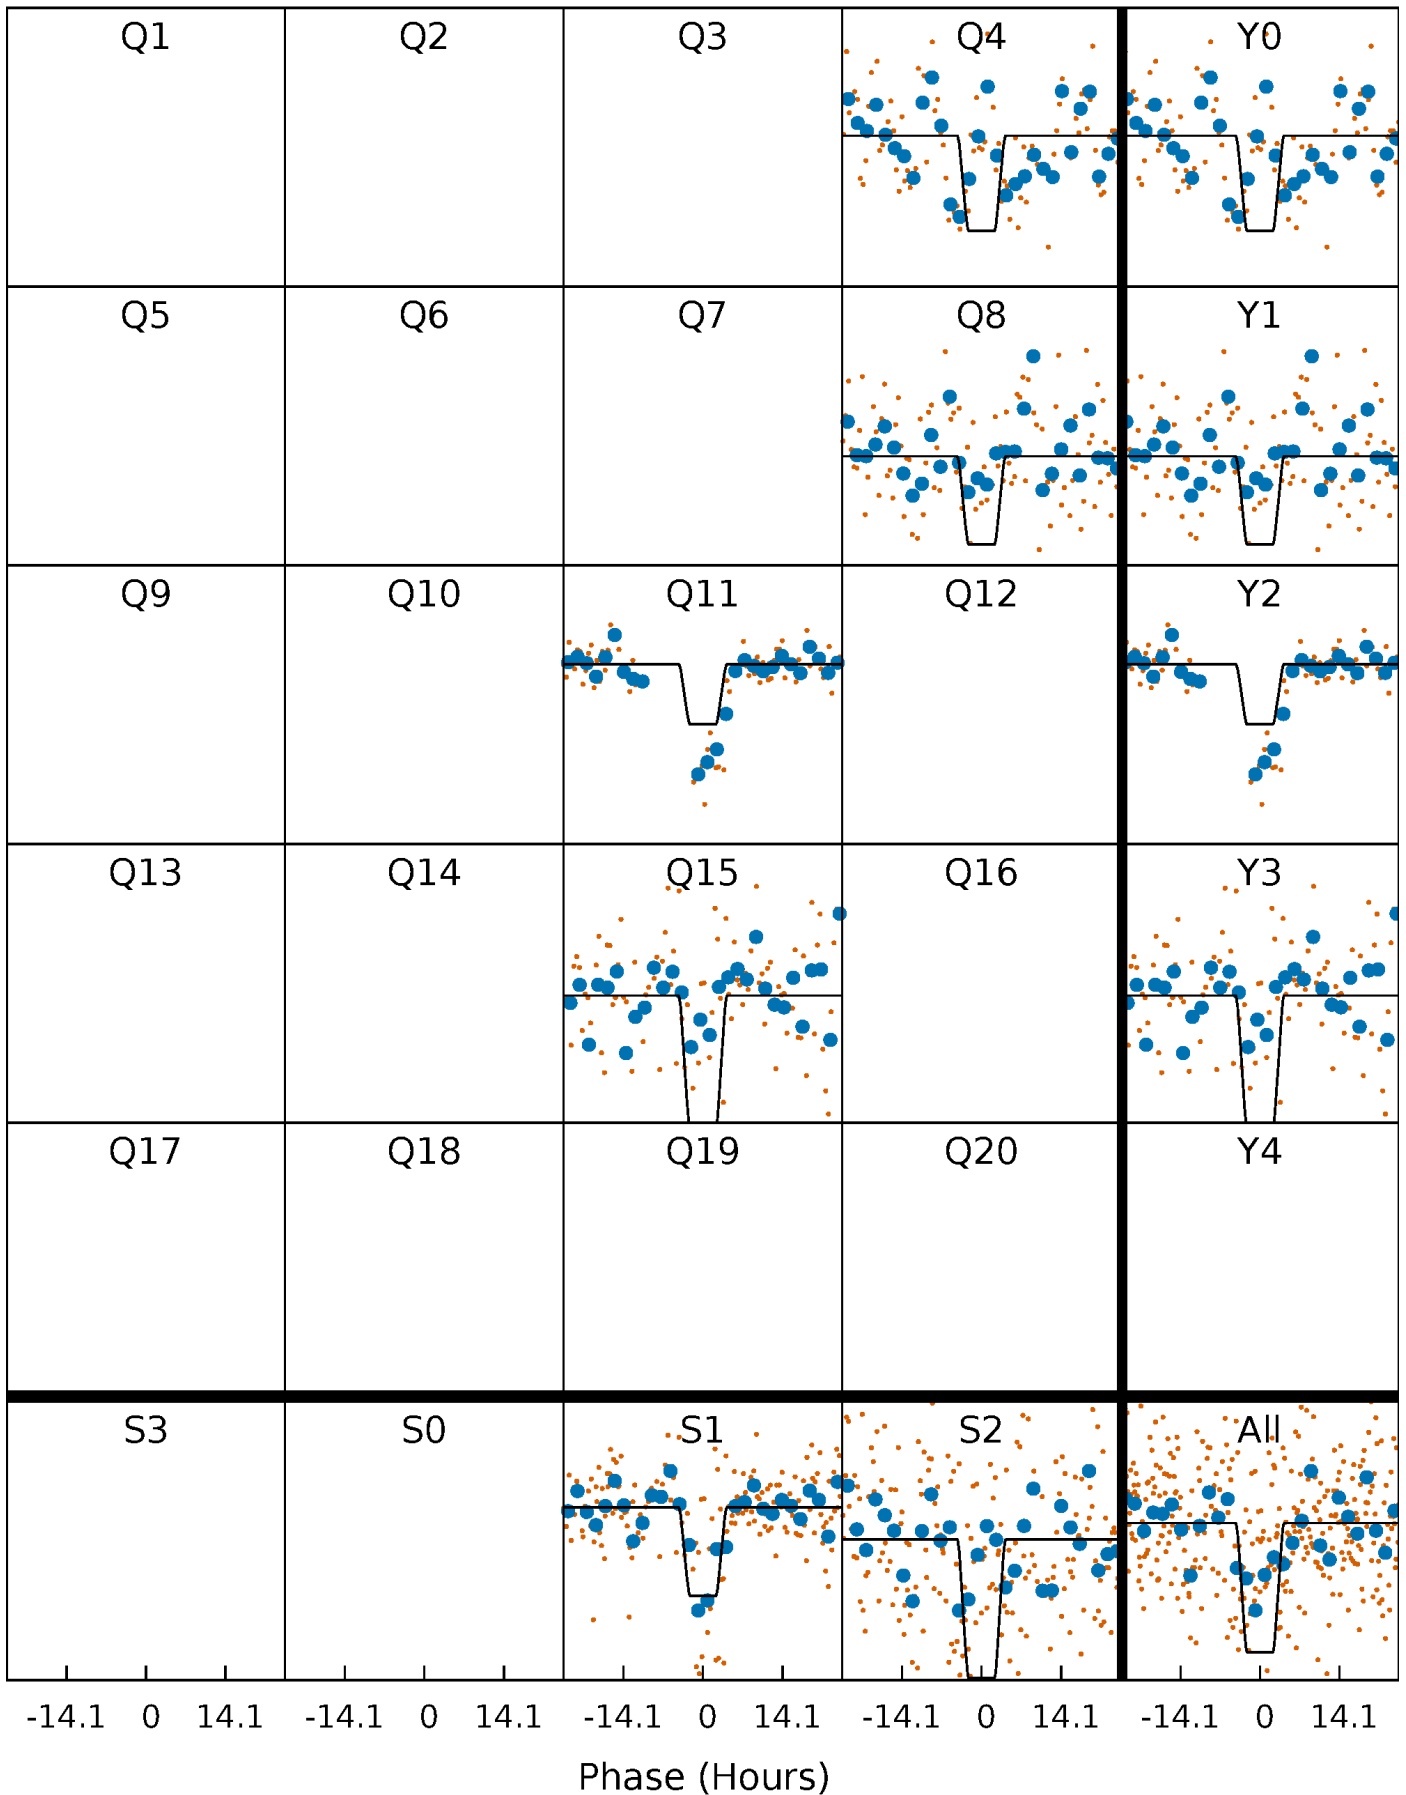 Q1 Q2 Q3 Q4 Y0
Q5 Q6 Q7 Q8 Y1
Q9 Q10 Q11 Q12 Y2
Q13 Q14 Q15 Q16 Y3
Q17 Q18 Q19 Q20 Y4
S3 S0 S1 S2 All
-14.1 0 14.1 -14.1 0 14.1 -14.1 0 14.1 -14.1 0 14.1 -14.1 0 14.1
Phase (Hours)